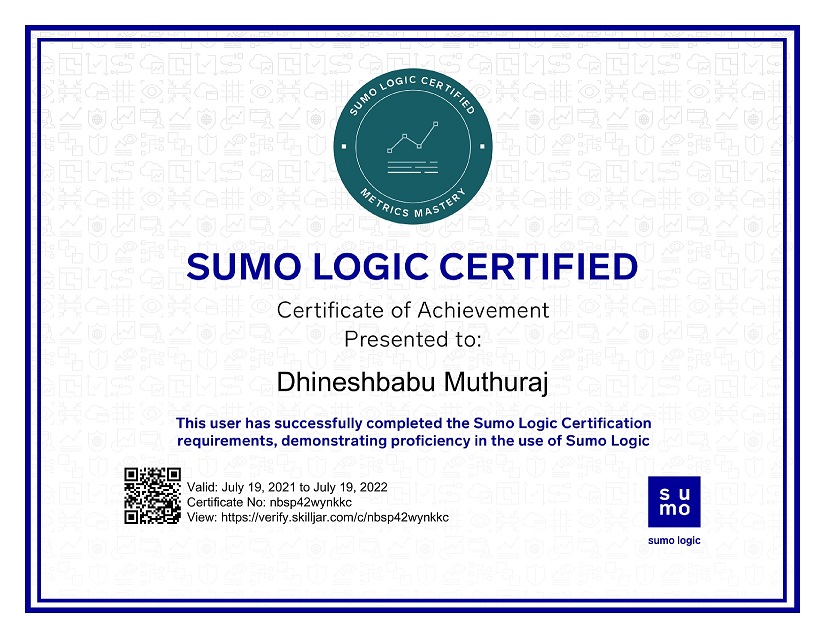 SUMO LOGIC CERTIFIED
METRICS MASTERY
SUMO LOGIC CERTIFIED
Certificate of Achievement
Presented to:
Dhineshbabu Muthuraj
This user has successfully completed the Sumo Logic Certification
requirements, demonstrating proficiency in the use of Sumo Logic
Valid: July 19, 2021 to July 19, 2022
Certificate No: nbsp42wynkkc
View: https://verify.skilljar.com/c/nbsp42wynkkc
su
mo
sumo logic